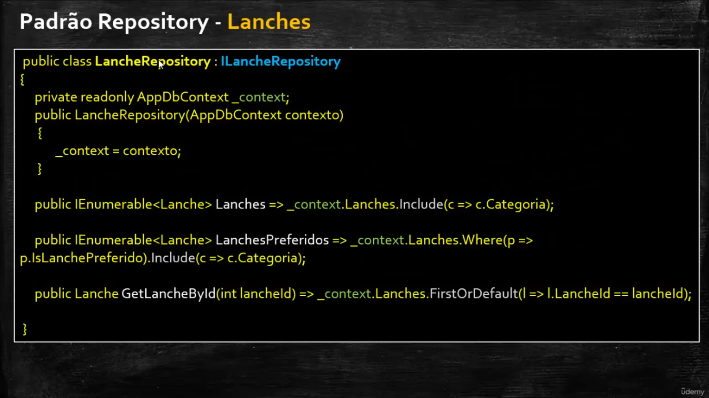 Padrão Repository - Lanches
public class LancheRepository : ILancheRepository
{
private readonly AppDbContext _context;
public LancheRepository(AppDbContext contexto)
{
_context = contexto;
}
public IEnumerable<Lanche> Lanches => _context.Lanches.Include(c => c.Categoria);
public IEnumerable<Lanche> LanchesPreferidos => _context.Lanches.Where(p =>
p.IsLanchePreferido).Include(c => c.Categoria);
public Lanche GetLancheById(int lancheId) => _context.Lanches.FirstOrDefault(l => l.LancheId == lancheId);
}
ûdemy